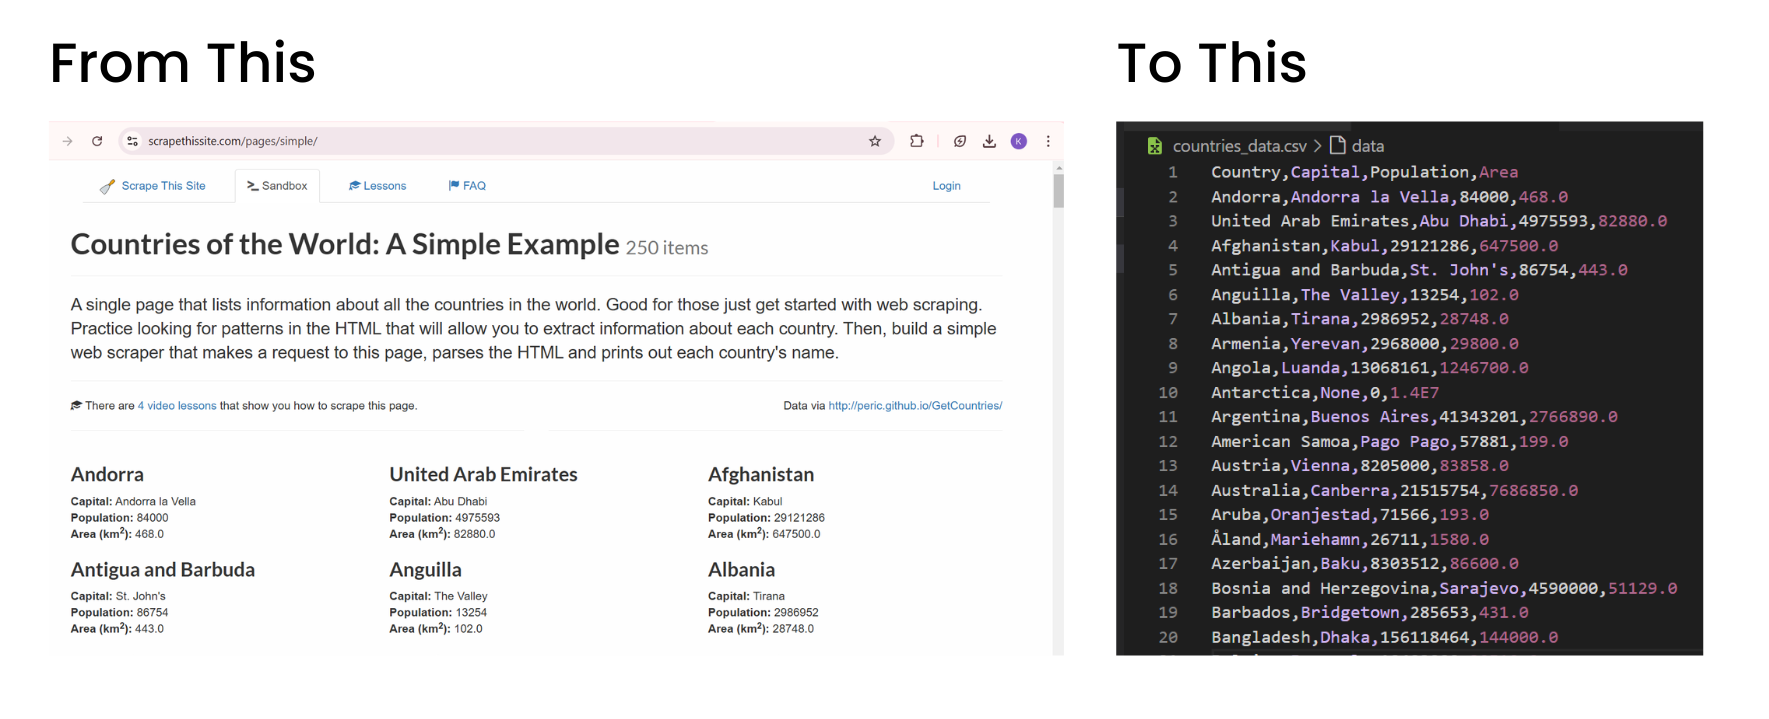 From This
To This
scrapethissite.com/pages/simple/
K
Scrape This Site
Sandbox
Lessons
FAQ
Login
Countries of the World: A Simple Example 250 items
A single page that lists information about all the countries in the world. Good for those just get started with web scraping.
Practice looking for patterns in the HTML that will allow you to extract information about each country. Then, build a simple
web scraper that makes a request to this page, parses the HTML and prints out each country's name.
There are 4 video lessons that show you how to scrape this page.
Data via http://peric.github.io/GetCountries/
Andorra
Capital: Andorra la Vella
Population: 84000
Area (km²): 468.0
United Arab Emirates
Capital: Abu Dhabi
Population: 4975593
Area (km²): 82880.0
Afghanistan
Capital: Kabul
Population: 29121286
Area (km²): 647500.0
Antigua and Barbuda
Capital: St. John's
Population: 86754
Area (km²): 443.0
Anguilla
Capital: The Valley
Population: 13254
Area (km²): 102.0
Albania
Capital: Tirana
Population: 2986952
Area (km²): 28748.0
countries_data.csv > data
1 Country,Capital,Population,Area
2 Andorra,Andorra la Vella,84000,468.0
3 United Arab Emirates,Abu Dhabi,4975593,82880.0
4 Afghanistan,Kabul,29121286,647500.0
5 Antigua and Barbuda,St. John's,86754,443.0
6 Anguilla,The Valley,13254,102.0
7 Albania,Tirana,2986952,28748.0
8 Armenia,Yerevan,2968000,29800.0
9 Angola,Luanda,13068161,1246700.0
10 Antarctica,None,0,1.4E7
11 Argentina,Buenos Aires,41343201,2766890.0
12 American Samoa,Pago Pago,57881,199.0
13 Austria,Vienna,8205000,83858.0
14 Australia,Canberra,21515754,7686850.0
15 Aruba,Oranjestad,71566,193.0
16 Åland,Mariehamn,26711,1580.0
17 Azerbaijan,Baku,8303512,86600.0
18 Bosnia and Herzegovina,Sarajevo,4590000,51129.0
19 Barbados,Bridgetown,285653,431.0
20 Bangladesh,Dhaka,156118464,144000.0